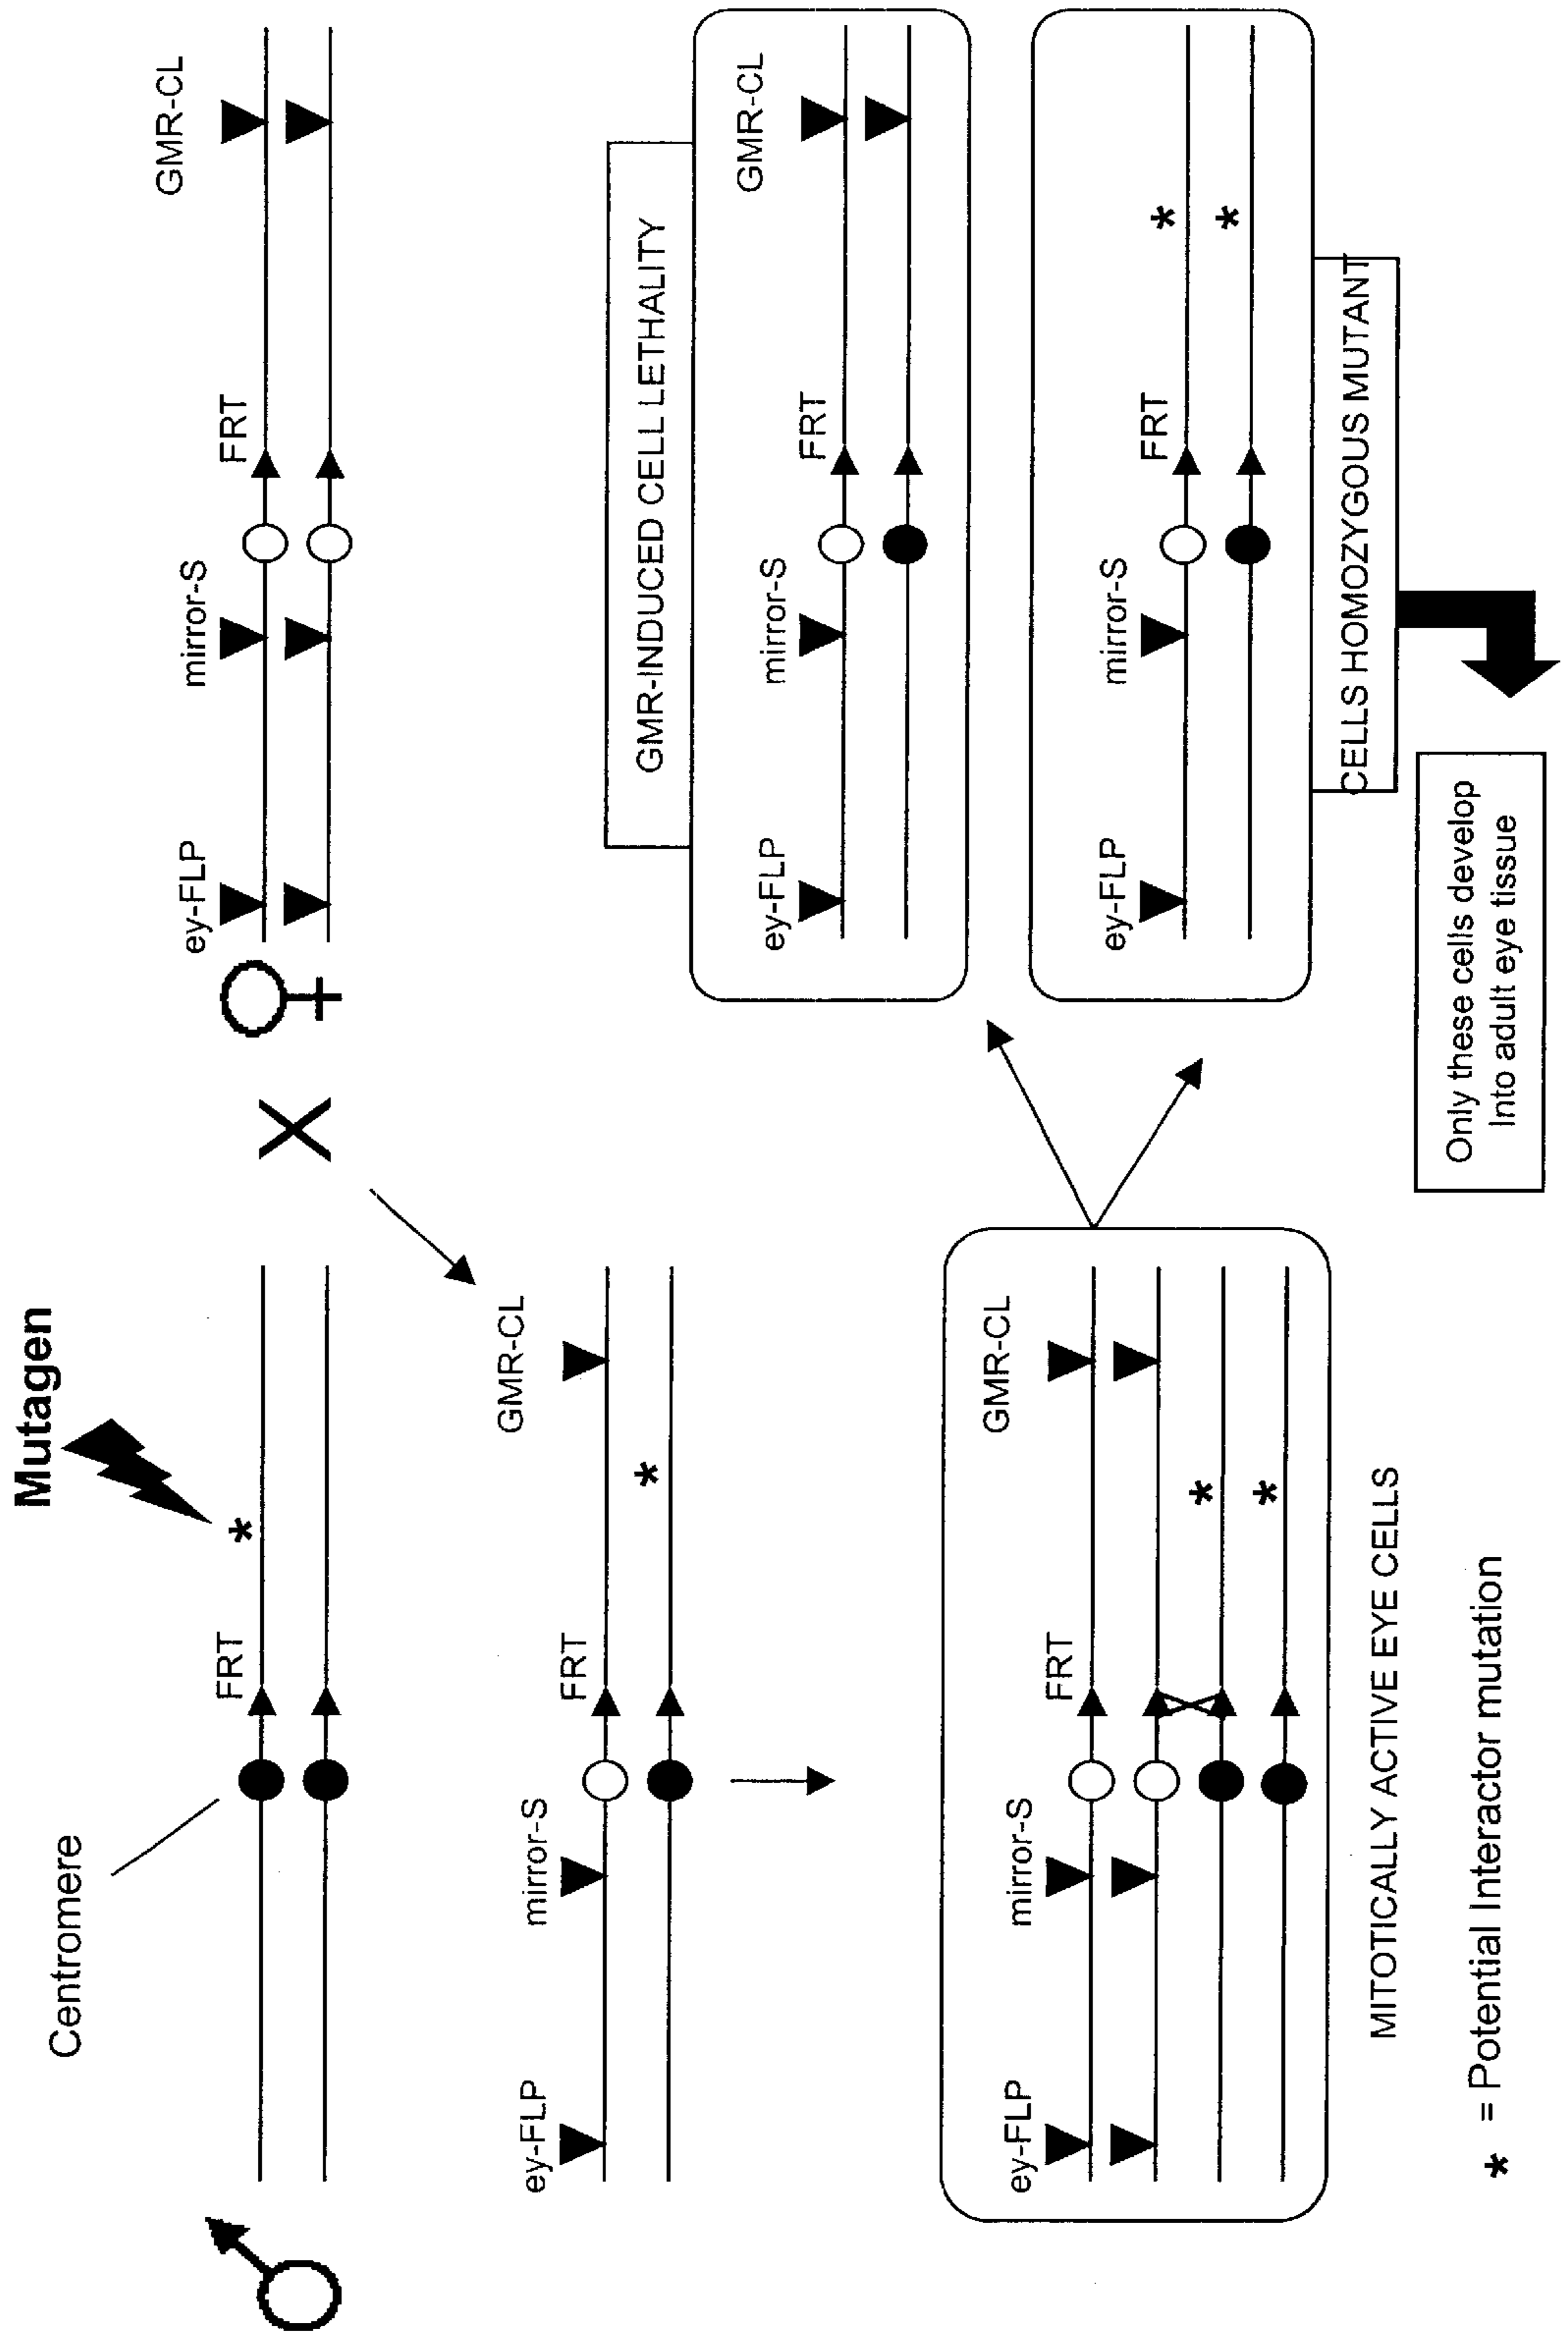 Mutagen
Centromere
FRT
ey-FLP
mirror-S
FRT
GMR-CL
X
ey-FLP
mirror-S
FRT
GMR-CL
*
*
ey-FLP
mirror-S
FRT
GMR-CL
*
*
MITOTICALLY ACTIVE EYE CELLS
GMR-INDUCED CELL LETHALITY
ey-FLP
mirror-S
FRT
GMR-CL
ey-FLP
mirror-S
FRT
*
*
CELLS HOMOZYGOUS MUTANT
Only these cells develop
Into adult eye tissue
* = Potential Interactor mutation